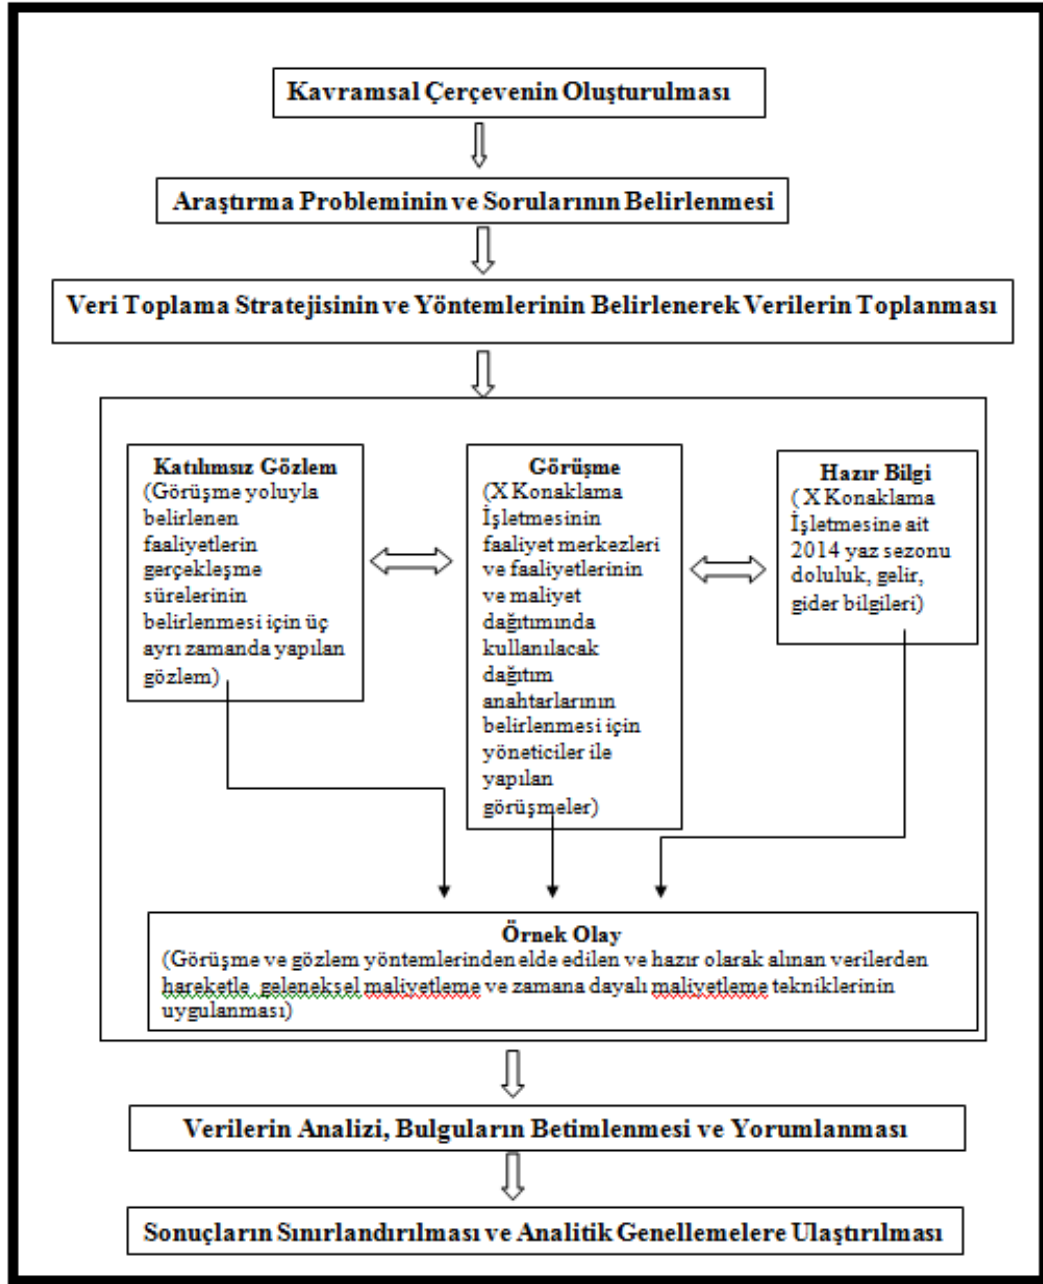 Kavramsal Çerçevenin Oluşturulması
Araştırma Probleminin ve Sorularının Belirlenmesi
Veri Toplama Stratejisinin ve Yöntemlerinin Belirlenerek Verilerin Toplanması
Katılımsız Gözlem
(Görüşme yoluyla
belirlenen
faaliyetlerin
gerçekleşme
sürelerinin
belirlenmesi için üç
ayrı zamanda yapılan
gözlem)
Görüşme
(X Konaklama
İşletmesinin
faaliyet merkezleri
ve faaliyetlerinin
ve maliyet
dağıtımında
kullanılacak
dağıtım
anahtarlarının
belirlenmesi için
yöneticiler ile
yapılan
görüşmeler)
Hazır Bilgi
( X Konaklama
İşletmesine ait
2014 yaz sezonu
doluluk, gelir,
gider bilgileri)
Örnek Olay
(Görüşme ve gözlem yöntemlerinden elde edilen ve hazır olarak alınan verilerden
hareketle geleneksel maliyetleme ve zamana dayalı maliyetleme tekniklerinin
uygulanması)
Verilerin Analizi, Bulguların Betimlenmesi ve Yorumlanması
Sonuçların Sınırlandırılması ve Analitik Genellemelere Ulaştırılması